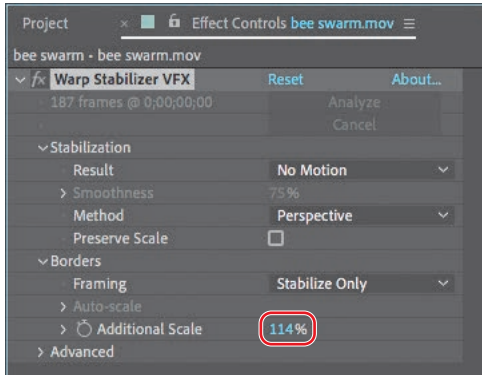 Project × Effect Controls bee swarm.mov ≡
bee swarm • bee swarm.mov
fx Warp Stabilizer VFX Reset About...
187 frames @ 0;00;00;00 Analyze
Cancel
Stabilization
Result No Motion
Smoothness 75%
Method Perspective
Preserve Scale
Borders
Framing Stabilize Only
Auto-scale
Additional Scale 114%
Advanced